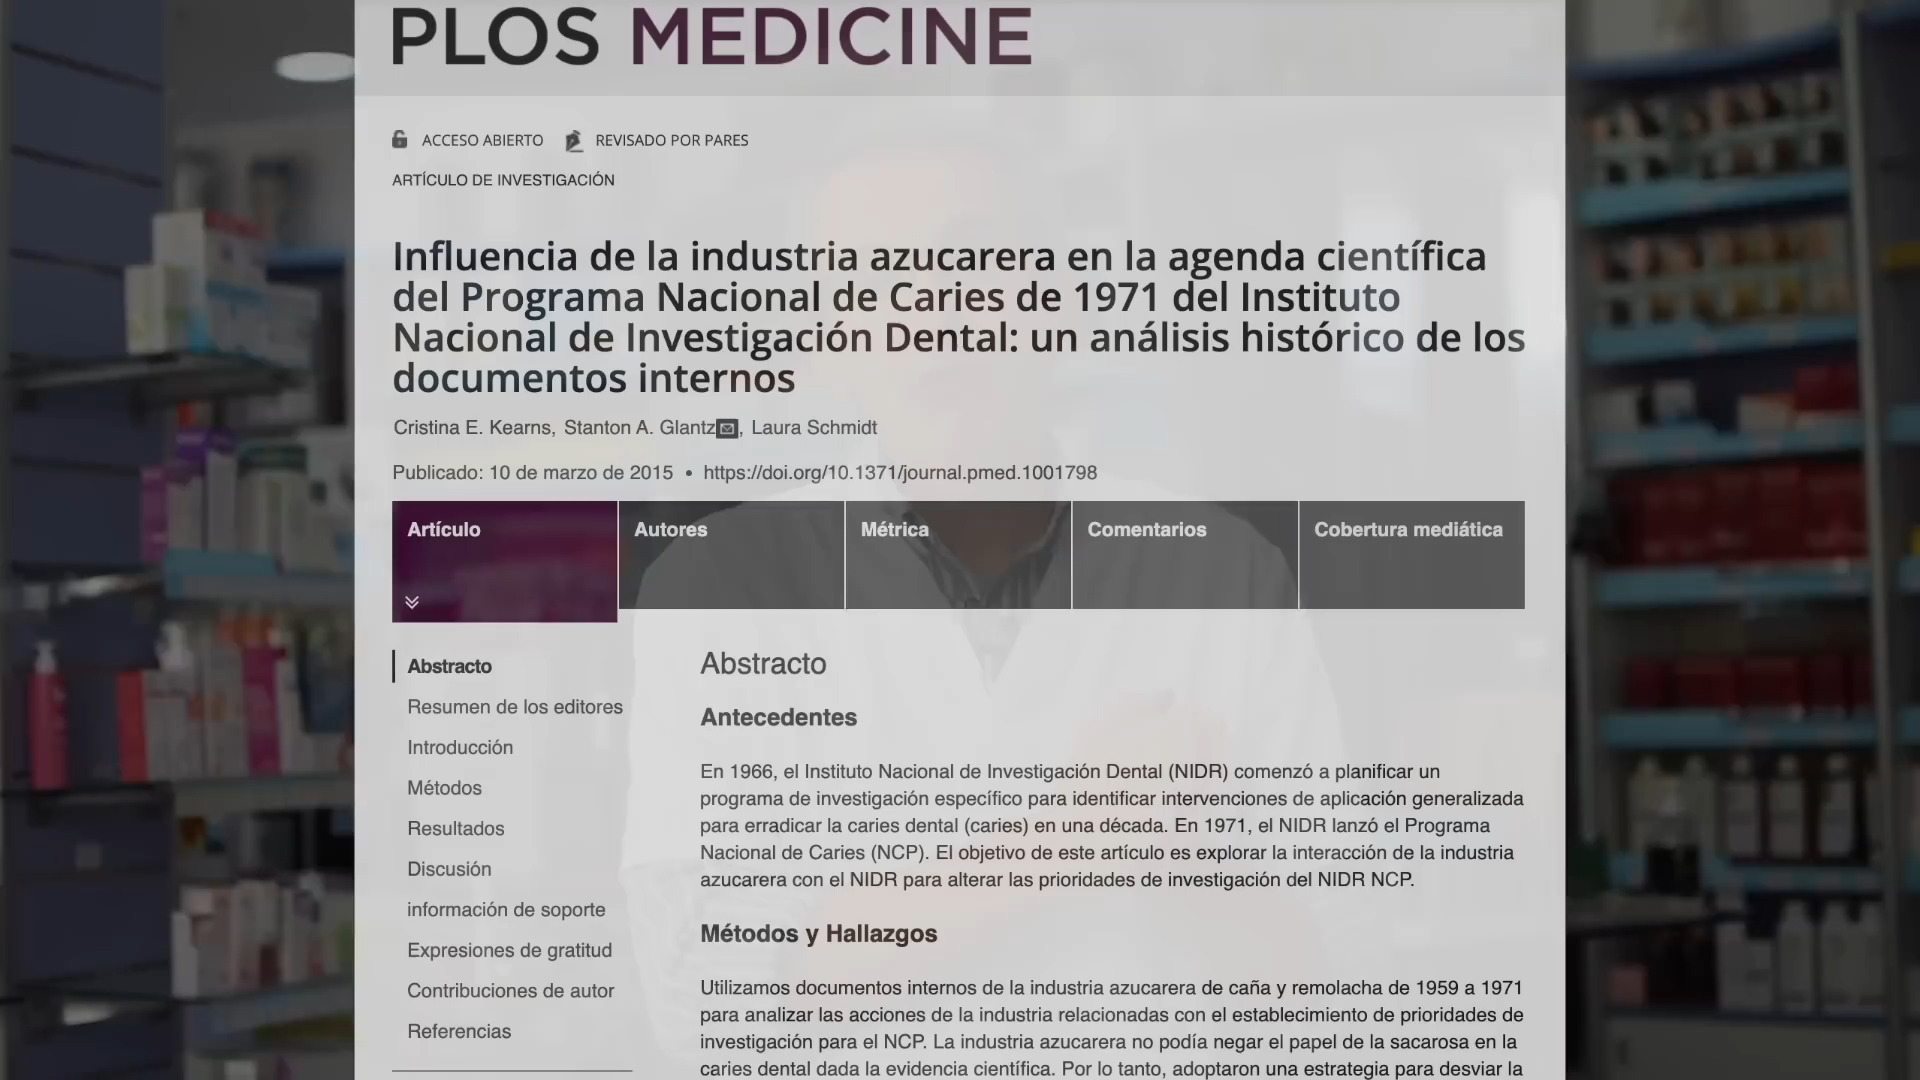 PLOS MEDICINE
ACCESO ABIERTO REVISADO POR PARES
ARTÍCULO DE INVESTIGACIÓN
Influencia de la industria azucarera en la agenda científica
del Programa Nacional de Caries de 1971 del Instituto
Nacional de Investigación Dental: un análisis histórico de los
documentos internos
Cristina E. Kearns, Stanton A. Glantz, Laura Schmidt
Publicado: 10 de marzo de 2015 • https://doi.org/10.1371/journal.pmed.1001798
Artículo Autores Métrica Comentarios Cobertura mediática
Abstracto
Resumen de los editores
Introducción
Métodos
Resultados
Discusión
información de soporte
Expresiones de gratitud
Contribuciones de autor
Referencias
Abstracto
Antecedentes
En 1966, el Instituto Nacional de Investigación Dental (NIDR) comenzó a planificar un
programa de investigación específico para identificar intervenciones de aplicación generalizada
para erradicar la caries dental (caries) en una década. En 1971, el NIDR lanzó el Programa
Nacional de Caries (NCP). El objetivo de este artículo es explorar la interacción de la industria
azucarera con el NIDR para alterar las prioridades de investigación del NIDR NCP.
Métodos y Hallazgos
Utilizamos documentos internos de la industria azucarera de caña y remolacha de 1959 a 1971
para analizar las acciones de la industria relacionadas con el establecimiento de prioridades de
investigación para el NCP. La industria azucarera no podía negar el papel de la sacarosa en la
caries dental dada la evidencia científica. Por lo tanto, adoptaron una estrategia para desviar la